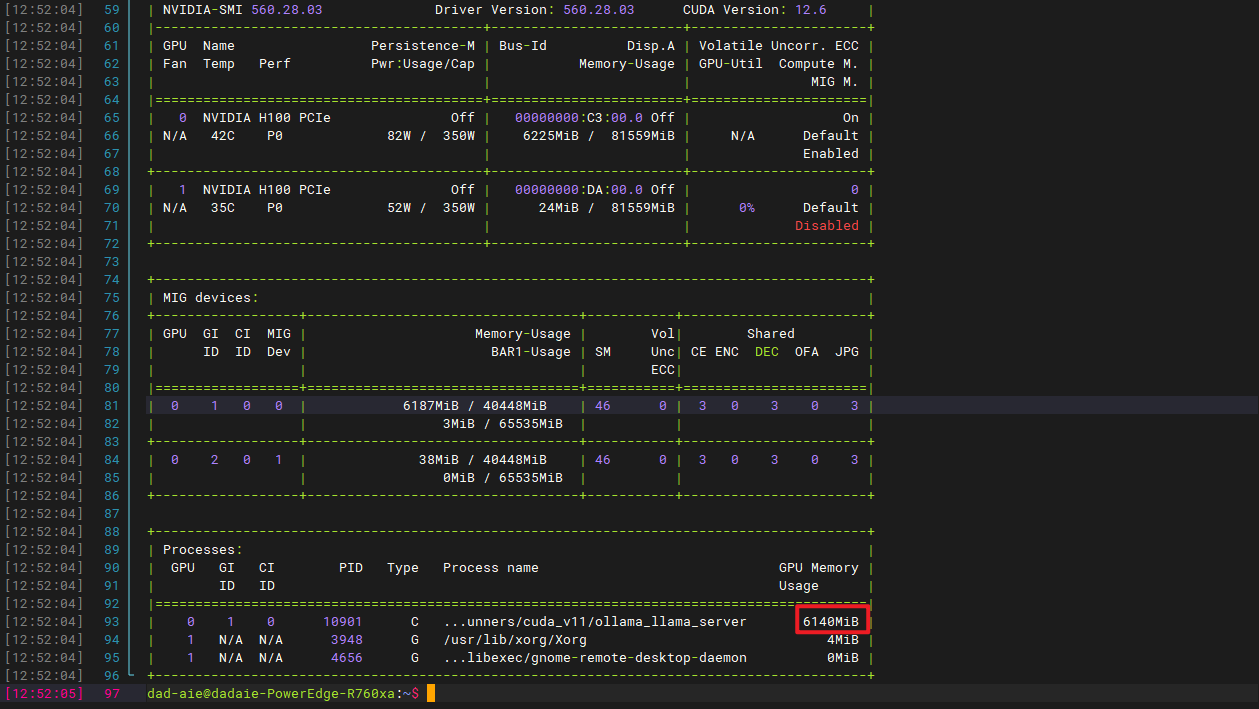 [12:52:04] 59 | NVIDIA-SMI 560.28.03 Driver Version: 560.28.03 CUDA Version: 12.6 |
[12:52:04] 60 |-----------------------------------------+------------------------+----------------------+
[12:52:04] 61 | GPU Name Persistence-M | Bus-Id Disp.A | Volatile Uncorr. ECC |
[12:52:04] 62 | Fan Temp Perf Pwr:Usage/Cap | Memory-Usage | GPU-Util Compute M. |
[12:52:04] 63 | | | MIG M. |
[12:52:04] 64 |=========================================+========================+======================|
[12:52:04] 65 | 0 NVIDIA H100 PCIe Off | 00000000:C3:00.0 Off | On |
[12:52:04] 66 | N/A 42C P0 82W / 350W | 6225MiB / 81559MiB | N/A Default |
[12:52:04] 67 | | | Enabled |
[12:52:04] 68 +-----------------------------------------+------------------------+----------------------+
[12:52:04] 69 | 1 NVIDIA H100 PCIe Off | 00000000:DA:00.0 Off | 0 |
[12:52:04] 70 | N/A 35C P0 52W / 350W | 24MiB / 81559MiB | 0% Default |
[12:52:04] 71 | | | Disabled |
[12:52:04] 72 +-----------------------------------------+------------------------+----------------------+
[12:52:04] 73
[12:52:04] 74 +-----------------------------------------------------------------------------------------+
[12:52:04] 75 | MIG devices: |
[12:52:04] 76 +------------------+----------------------------------+-----------+-----------------------+
[12:52:04] 77 | GPU GI CI MIG | Memory-Usage | Vol| Shared |
[12:52:04] 78 | ID ID Dev | BAR1-Usage | SM Unc| CE ENC DEC OFA JPG |
[12:52:04] 79 | | | ECC| |
[12:52:04] 80 |==================+==================================+===========+=======================|
[12:52:04] 81 | 0 1 0 0 | 6187MiB / 40448MiB | 46 0 | 3 0 3 0 3 |
[12:52:04] 82 | | 3MiB / 65535MiB | | |
[12:52:04] 83 +------------------+----------------------------------+-----------+-----------------------+
[12:52:04] 84 | 0 2 0 1 | 38MiB / 40448MiB | 46 0 | 3 0 3 0 3 |
[12:52:04] 85 | | 0MiB / 65535MiB | | |
[12:52:04] 86 +------------------+----------------------------------+-----------+-----------------------+
[12:52:04] 87
[12:52:04] 88 +-----------------------------------------------------------------------------------------+
[12:52:04] 89 | Processes: |
[12:52:04] 90 | GPU GI CI PID Type Process name GPU Memory |
[12:52:04] 91 | ID ID Usage |
[12:52:04] 92 |=========================================================================================|
[12:52:04] 93 | 0 1 0 10901 C ...unners/cuda_v11/ollama_llama_server 6140MiB |
[12:52:04] 94 | 1 N/A N/A 3948 G /usr/lib/xorg/Xorg 4MiB |
[12:52:04] 95 | 1 N/A N/A 4656 G ...libexec/gnome-remote-desktop-daemon 0MiB |
[12:52:04] 96 +-----------------------------------------------------------------------------------------+
[12:52:05] 97 dad-aie@dadaie-PowerEdge-R760xa:~$